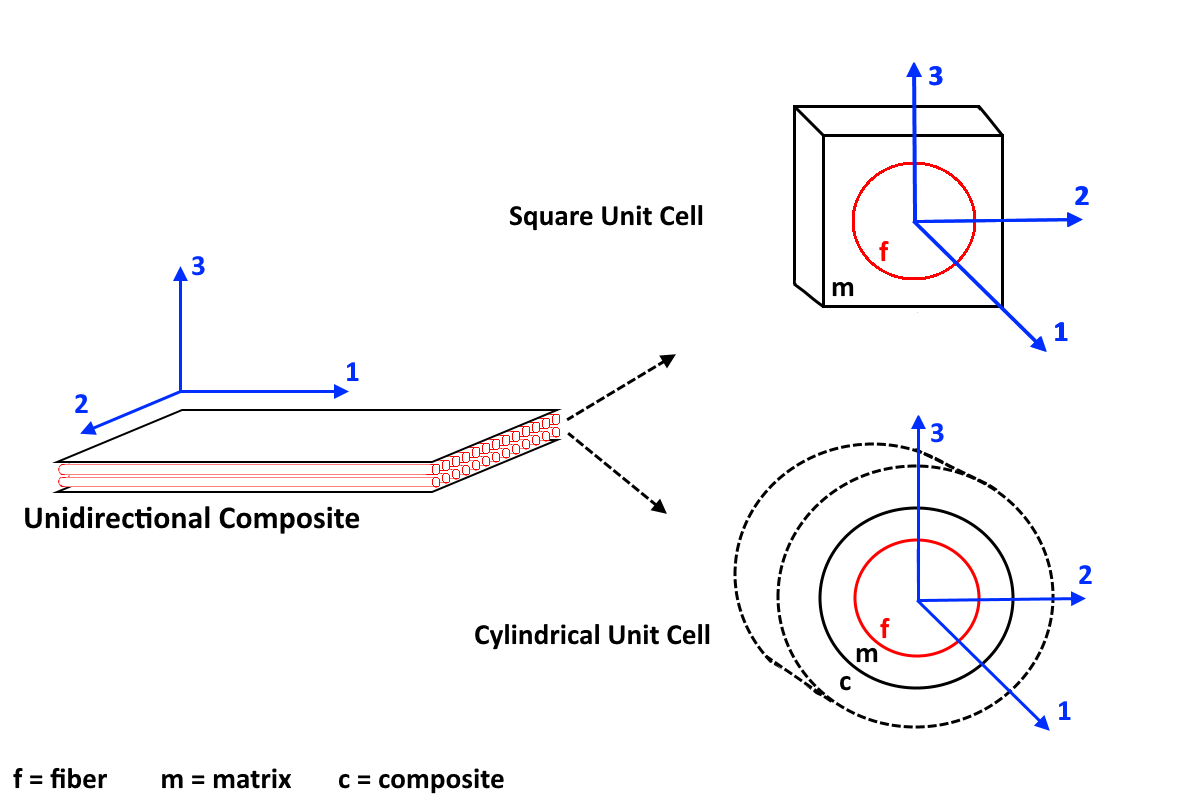 3
2
Square Unit Cell
f
m
1
3
1
2
Unidirectional Composite
3
2
f
Cylindrical Unit Cell
m
c
1
f = fiber m = matrix c = composite